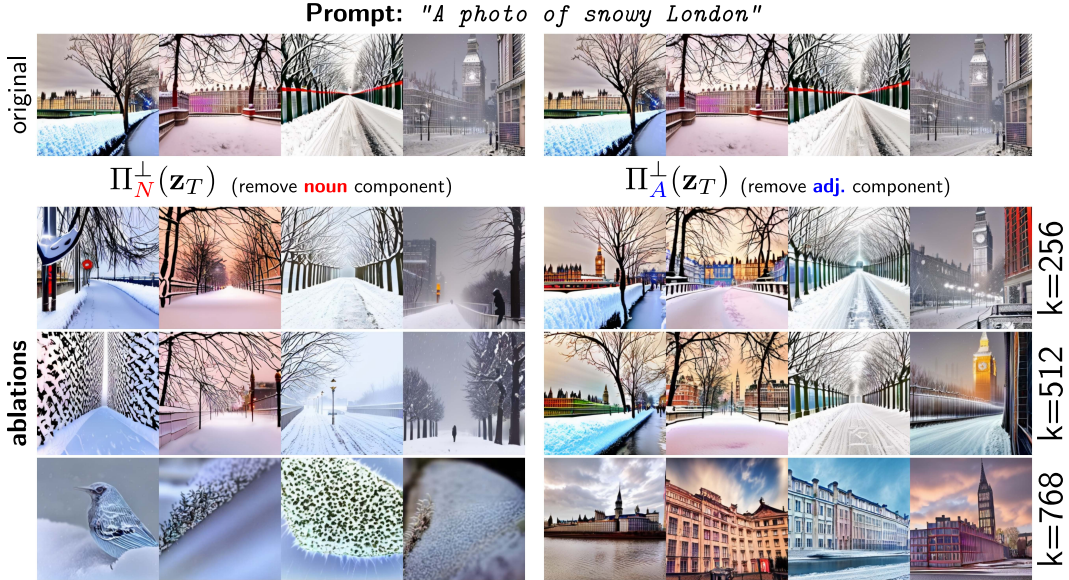 Prompt: "A photo of snowy London"
original
Π⊥N(zT) (remove noun component)
Π⊥A(zT) (remove adj. component)
ablations
k=256
k=512
k=768